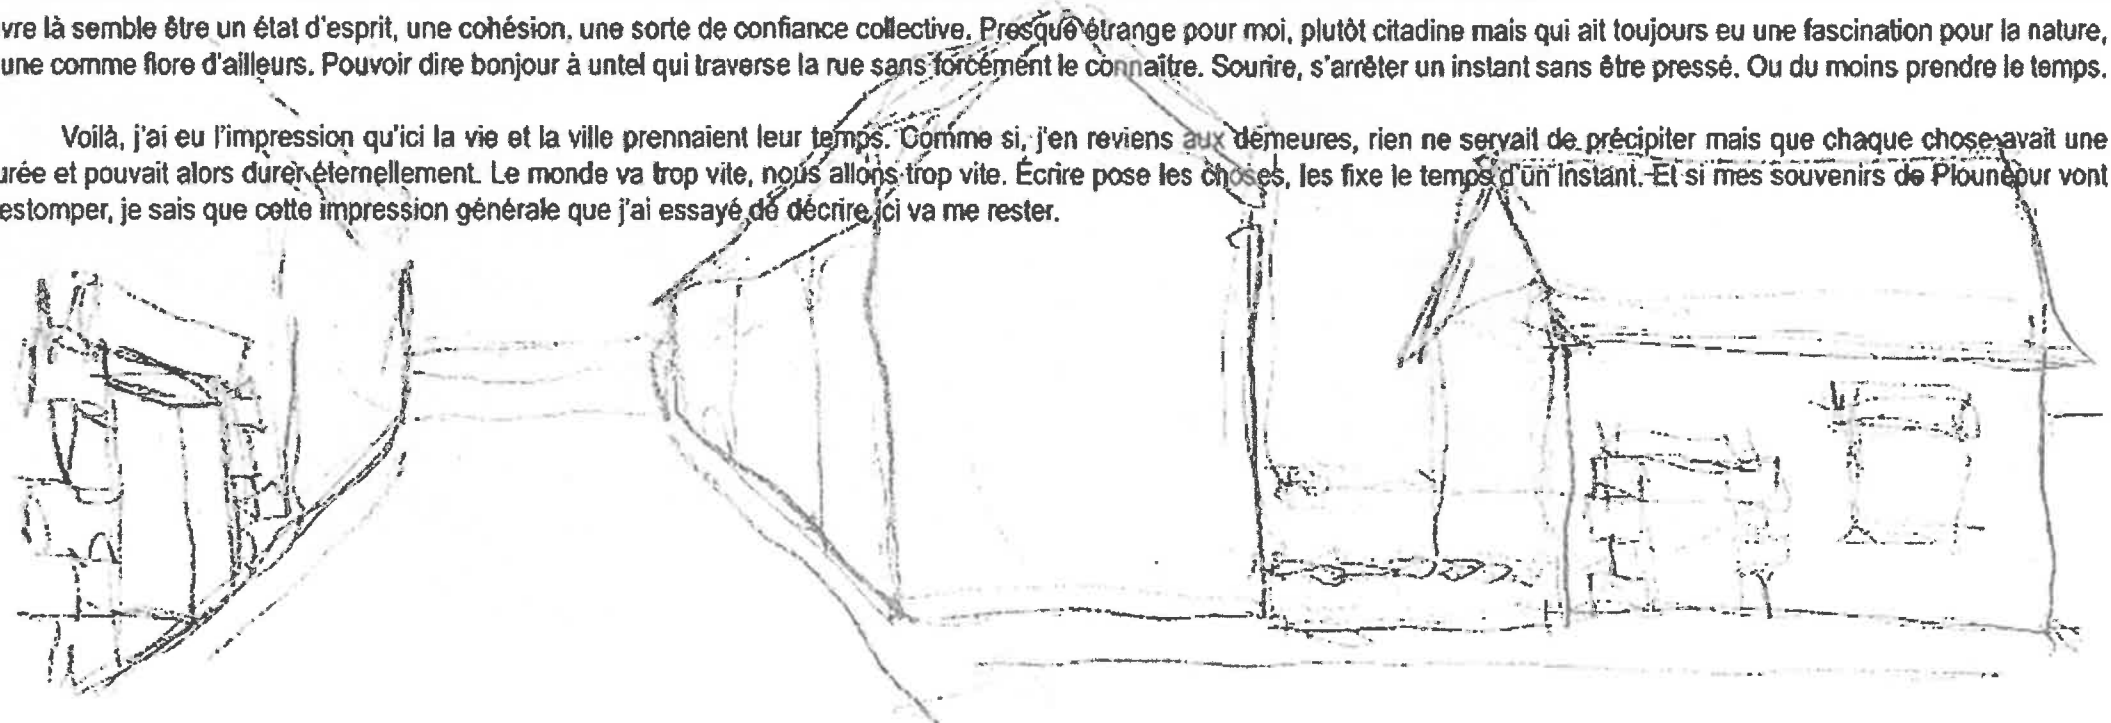 vre là semble être un état d'esprit, une cohésion, une sorte de confiance collective. Presque étrange pour moi, plutôt citadine mais qui ait toujours eu une fascination pour la nature,
une comme flore d'ailleurs. Pouvoir dire bonjour à untel qui traverse la rue sans forcément le connaître. Sourire, s'arrêter un instant sans être pressé. Ou du moins prendre le temps.
Voilà, j'ai eu l'impression qu'ici la vie et la ville prennaient leur temps. Comme si, j'en reviens aux demeures, rien ne servait de précipiter mais que chaque chose avait une
urée et pouvait alors durer éternellement. Le monde va trop vite, nous allons trop vite. Écrire pose les choses, les fixe le temps d'un instant. Et si mes souvenirs de Plounépur vont
estomper, je sais que cette impression générale que j'ai essayé de décrire ici va me rester.